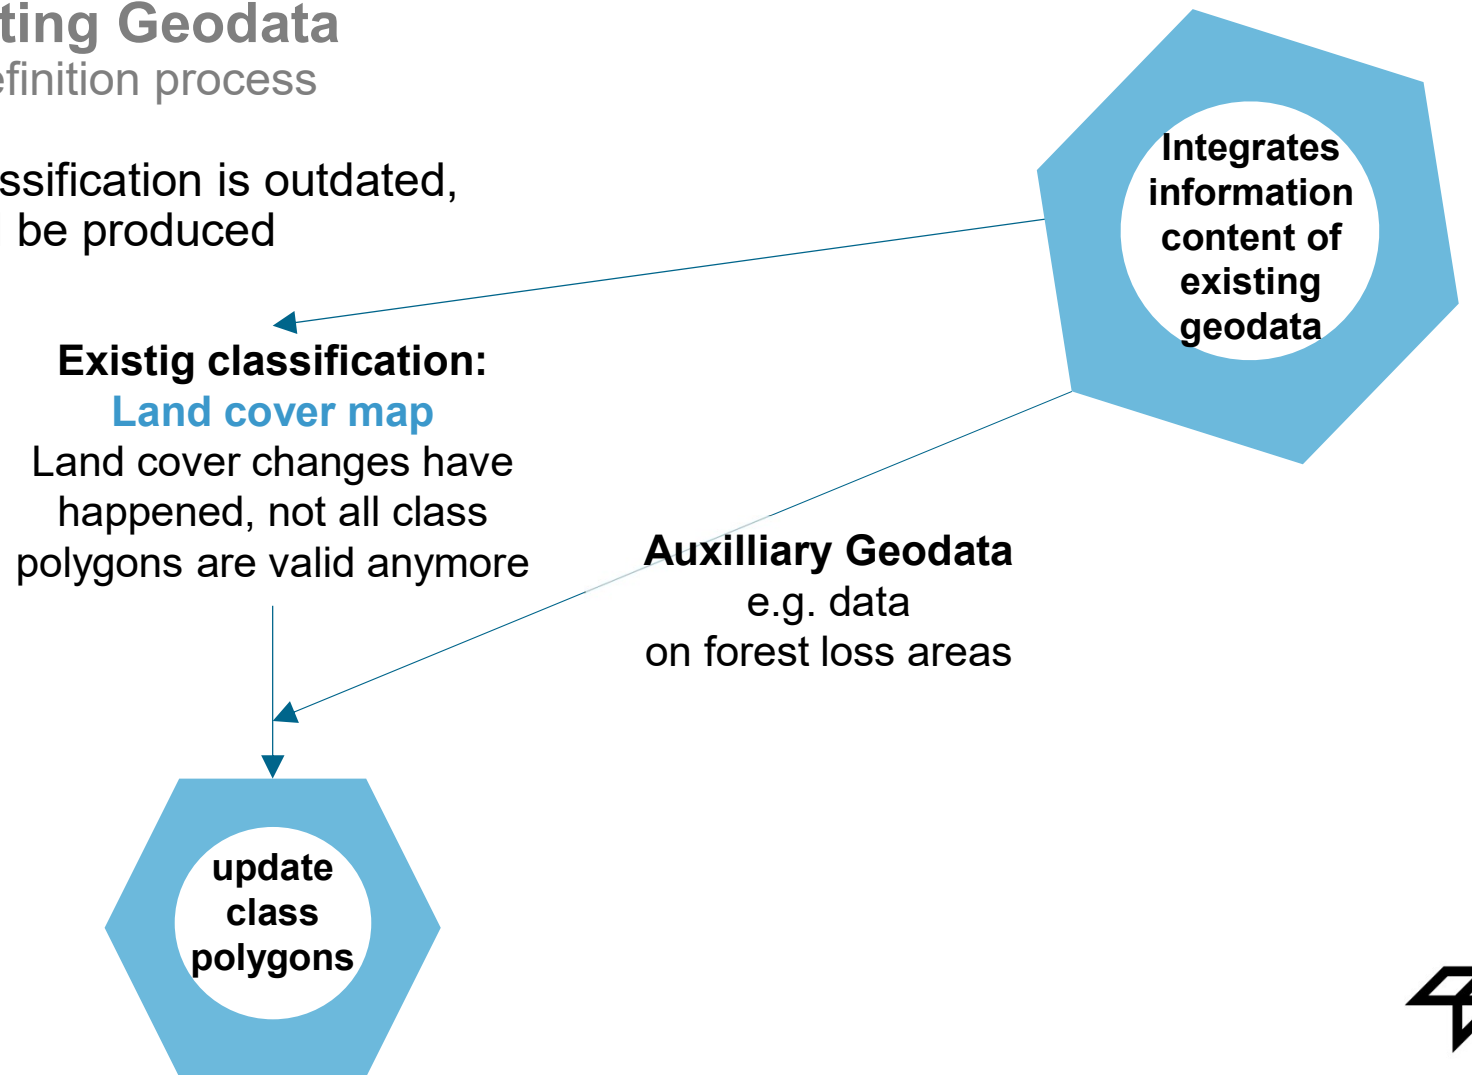 ting Geodata
efinition process
ssification is outdated,
be produced
Integrates
information
content of
existing
geodata
Existig classification:
Land cover map
Land cover changes have
happened, not all class
polygons are valid anymore
Auxilliary Geodata
e.g. data
on forest loss areas
update
class
polygons